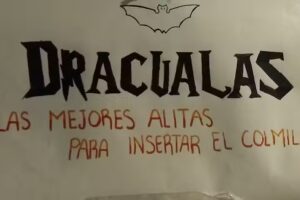 DRACUALAS
LAS MEJORES ALITAS
PARA INSERTAR EL COLMIL